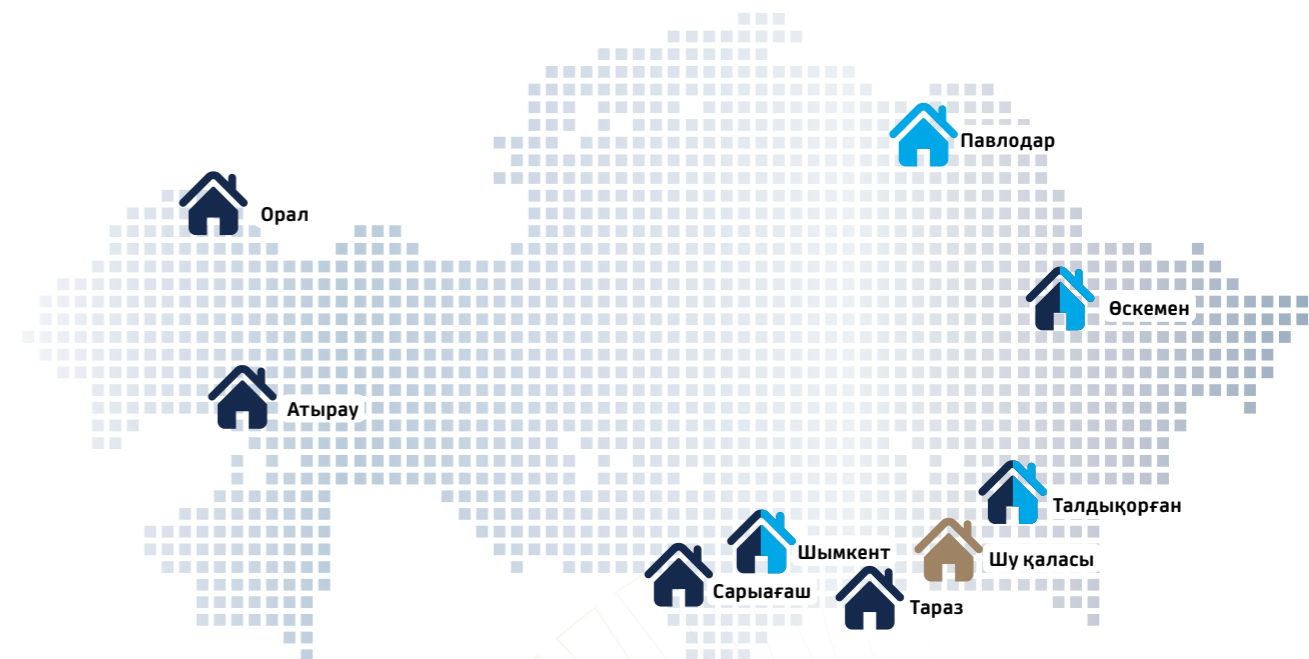 Павлодар
Орал
Өскемен
Атырау
Талдықорған
Шымкент
Шу қаласы
Сарыағаш
Тараз